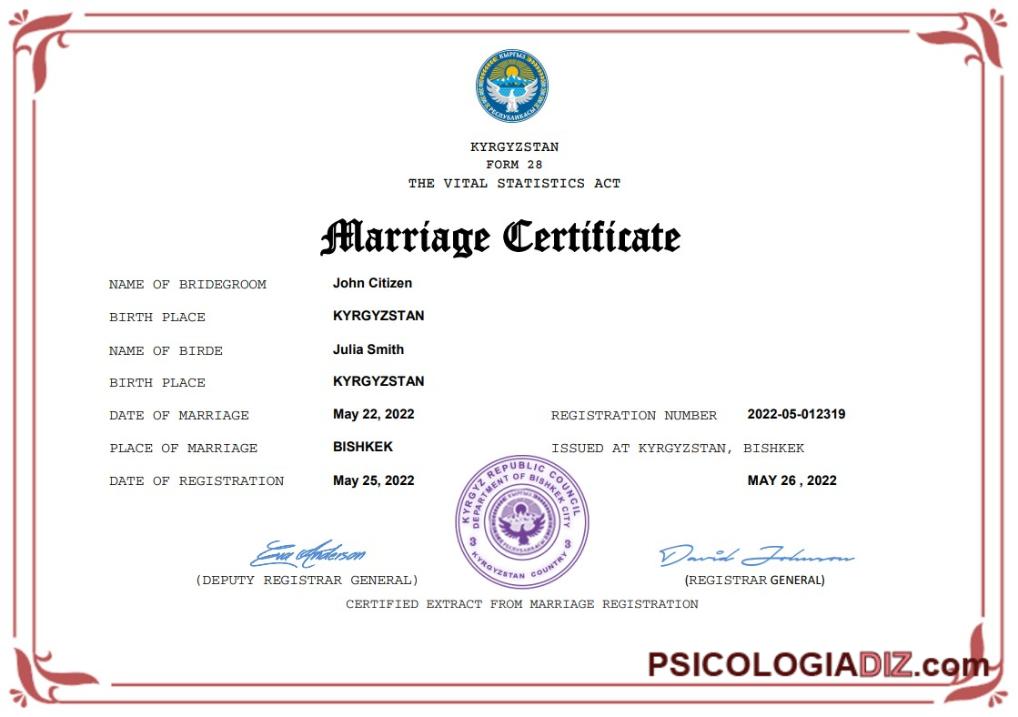 КЫРГЫЗ
РЕСПУБЛИКАСЫ
KYRGYZSTAN
FORM 28
THE VITAL STATISTICS ACT
Marriage Certificate
NAME OF BRIDEGROOM John Citizen
BIRTH PLACE KYRGYZSTAN
NAME OF BIRDE Julia Smith
BIRTH PLACE KYRGYZSTAN
DATE OF MARRIAGE May 22, 2022 REGISTRATION NUMBER 2022-05-012319
PLACE OF MARRIAGE BISHKEK ISSUED AT KYRGYZSTAN, BISHKEK
DATE OF REGISTRATION May 25, 2022 MAY 26 , 2022
KYRGYZ REPUBLIC COUNCIL
DEPARTMENT OF BISHKEK CITY
КЫРГЫЗ
РЕСПУБЛИКАСЫ
3 3
KYRGYZSTAN COUNTRY
Eva Anderson David Johnson
(DEPUTY REGISTRAR GENERAL) (REGISTRAR GENERAL)
CERTIFIED EXTRACT FROM MARRIAGE REGISTRATION
PSICOLOGIADIZ.com